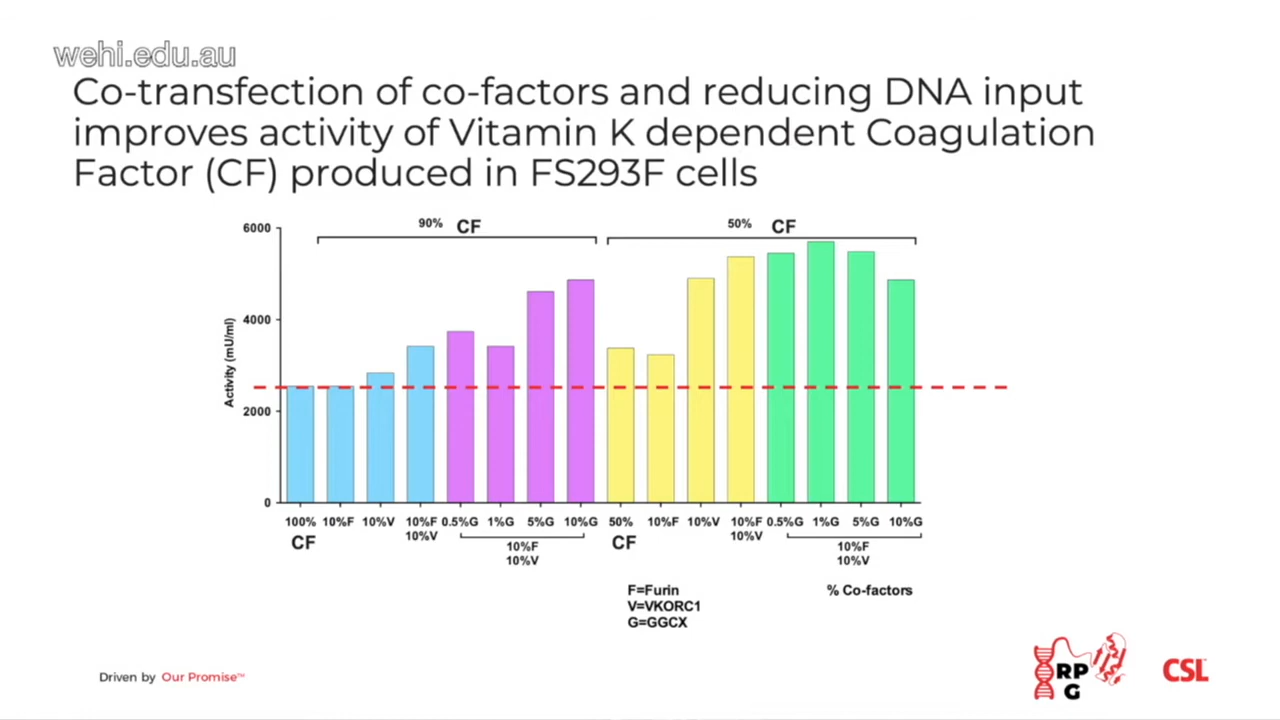 wehi.edu.au
Co-transfection of co-factors and reducing DNA input
improves activity of Vitamin K dependent Coagulation
Factor (CF) produced in FS293F cells
90% CF
50% CF
6000
4000
2000
0
Activity (mU/ml)
100% 10%F 10%V 10%F 0.5%G 1%G 5%G 10%G 50% 10%F 10%V 10%F 0.5%G 1%G 5%G 10%G
CF 10%V CF 10%V
10%F 10%F
10%V 10%V
F=Furin
V=VKORC1
G=GGCX
% Co-factors
Driven by Our Promise™
RP
G
CSL